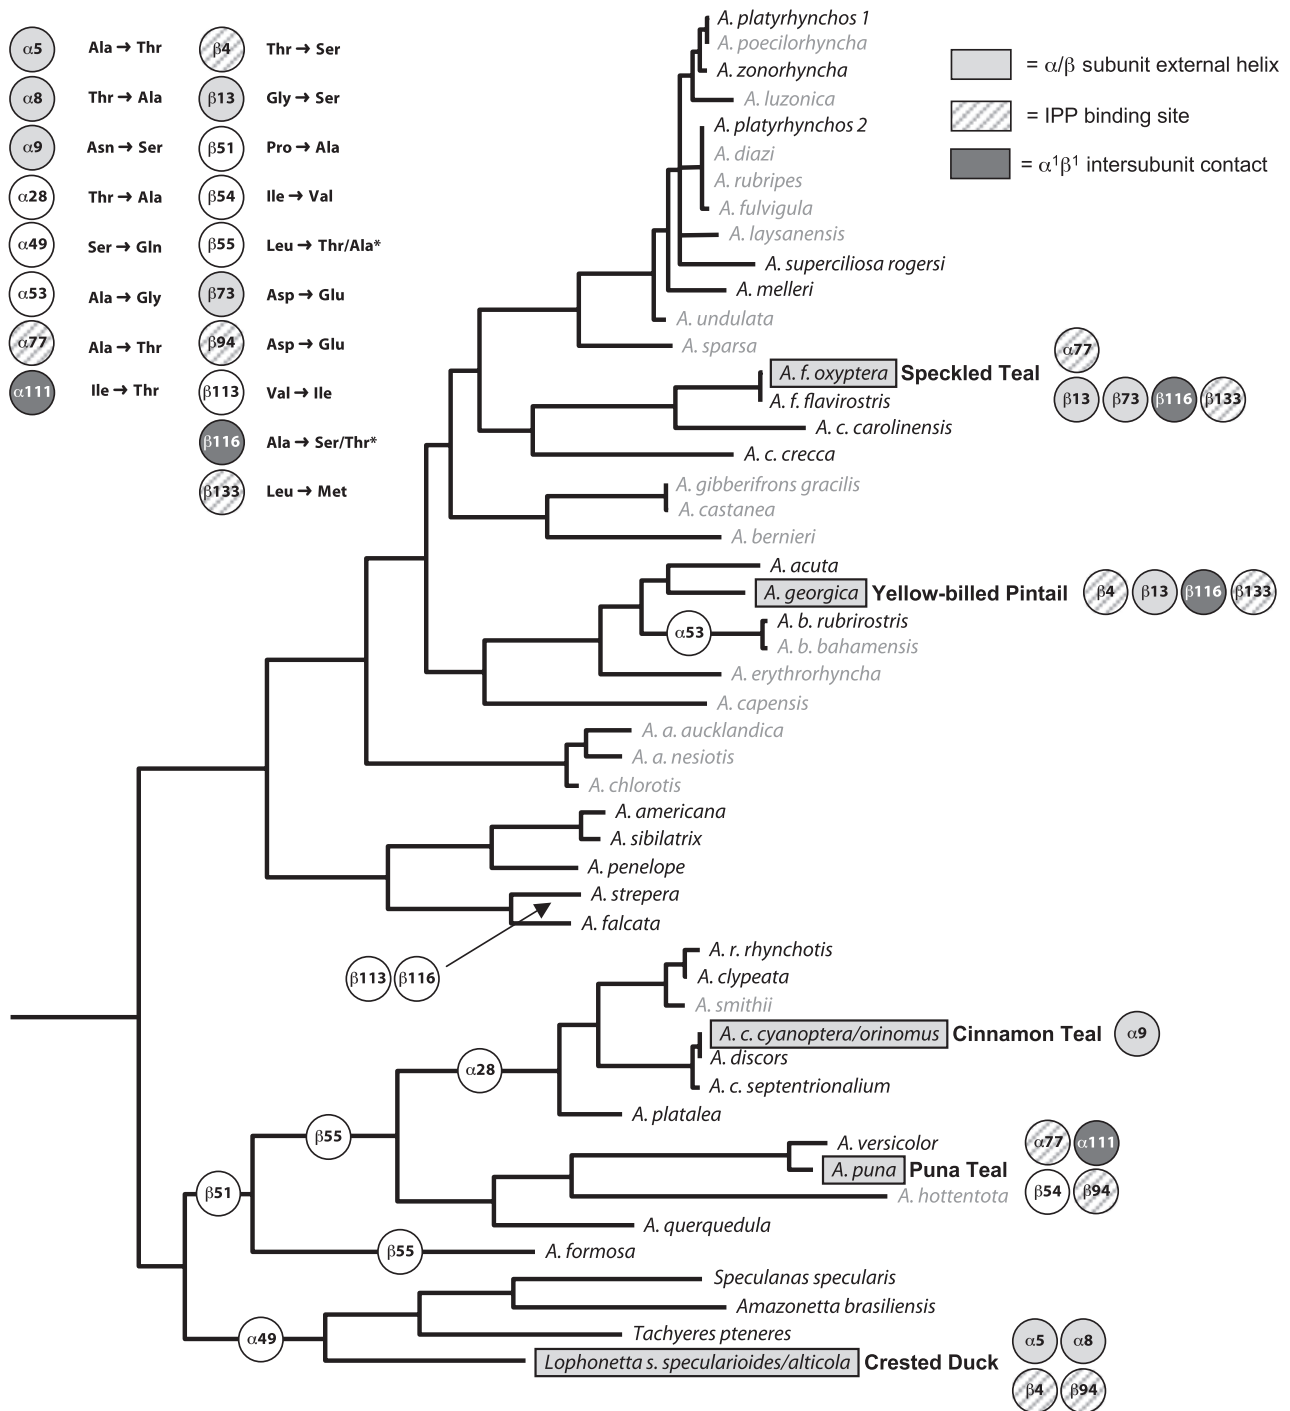 α5 Ala → Thr
α8 Thr → Ala
α9 Asn → Ser
α28 Thr → Ala
α49 Ser → Gln
α53 Ala → Gly
α77 Ala → Thr
α111 Ile → Thr
β4 Thr → Ser
β13 Gly → Ser
β51 Pro → Ala
β54 Ile → Val
β55 Leu → Thr/Ala*
β73 Asp → Glu
β94 Asp → Glu
β113 Val → Ile
β116 Ala → Ser/Thr*
β133 Leu → Met
= α/β subunit external helix
= IPP binding site
= α¹β¹ intersubunit contact
A. platyrhynchos 1
A. poecilorhyncha
A. zonorhyncha
A. luzonica
A. platyrhynchos 2
A. diazi
A. rubripes
A. fulvigula
A. laysanensis
A. superciliosa rogersi
A. melleri
A. undulata
A. sparsa
α77
A. f. oxyptera Speckled Teal
β13 β73 β116 β133
A. f. flavirostris
A. c. carolinensis
A. c. crecca
A. gibberifrons gracilis
A. castanea
A. bernieri
A. acuta
A. georgica Yellow-billed Pintail β4 β13 β116 β133
A. b. rubrirostris
α53
A. b. bahamensis
A. erythrorhyncha
A. capensis
A. a. aucklandica
A. a. nesiotis
A. chlorotis
A. americana
A. sibilatrix
A. penelope
A. strepera
A. falcata
β113 β116
A. r. rhynchotis
A. clypeata
A. smithii
A. c. cyanoptera/orinomus Cinnamon Teal α9
A. discors
α28
A. c. septentrionalium
A. platalea
β55
A. versicolor α77 α111
A. puna Puna Teal
β51
A. hottentota β54 β94
A. querquedula
β55 A. formosa
Speculanas specularis
Amazonetta brasiliensis
α49
Tachyeres pteneres α5 α8
Lophonetta s. specularioides/alticola Crested Duck
β4 β94